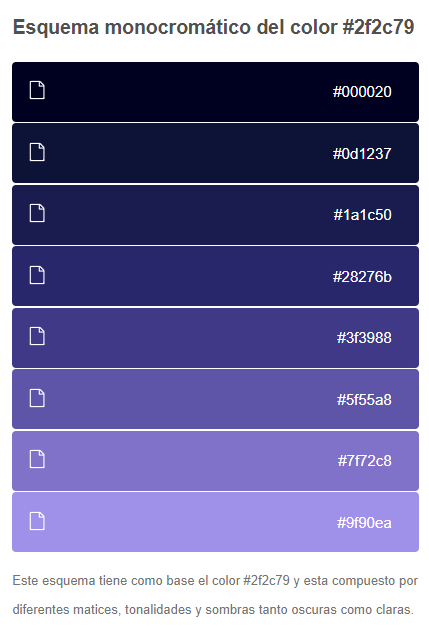 Esquema monocromático del color #2f2c79
#000020
#0d1237
#1a1c50
#28276b
#3f3988
#5f55a8
#7f72c8
#9f90ea
Este esquema tiene como base el color #2f2c79 y esta compuesto por
diferentes matices, tonalidades y sombras tanto oscuras como claras.